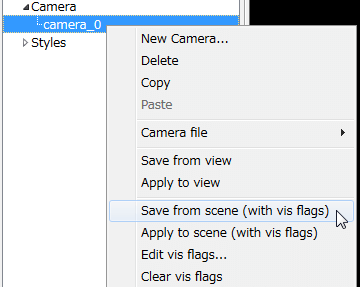 Camera
camera_0
Styles
New Camera...
Delete
Copy
Paste
Camera file
Save from view
Apply to view
Save from scene (with vis flags)
Apply to scene (with vis flags)
Edit vis flags...
Clear vis flags